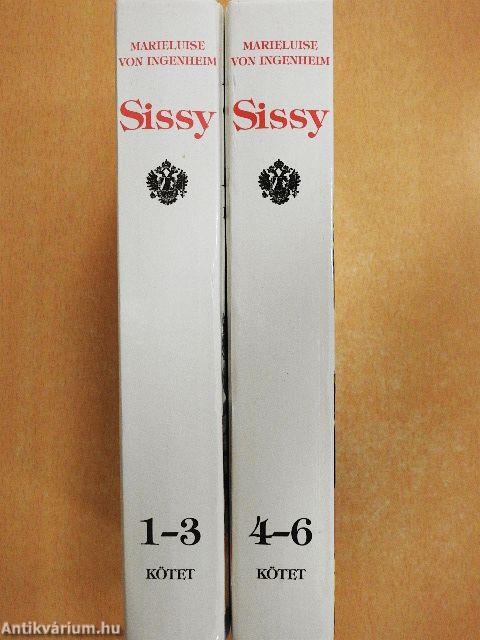 MARIELUISE
VON INGENHEIM
Sissy
1-3
KÖTET
MARIELUISE
VON INGENHEIM
Sissy
4-6
KÖTET
Antikvárium.hu